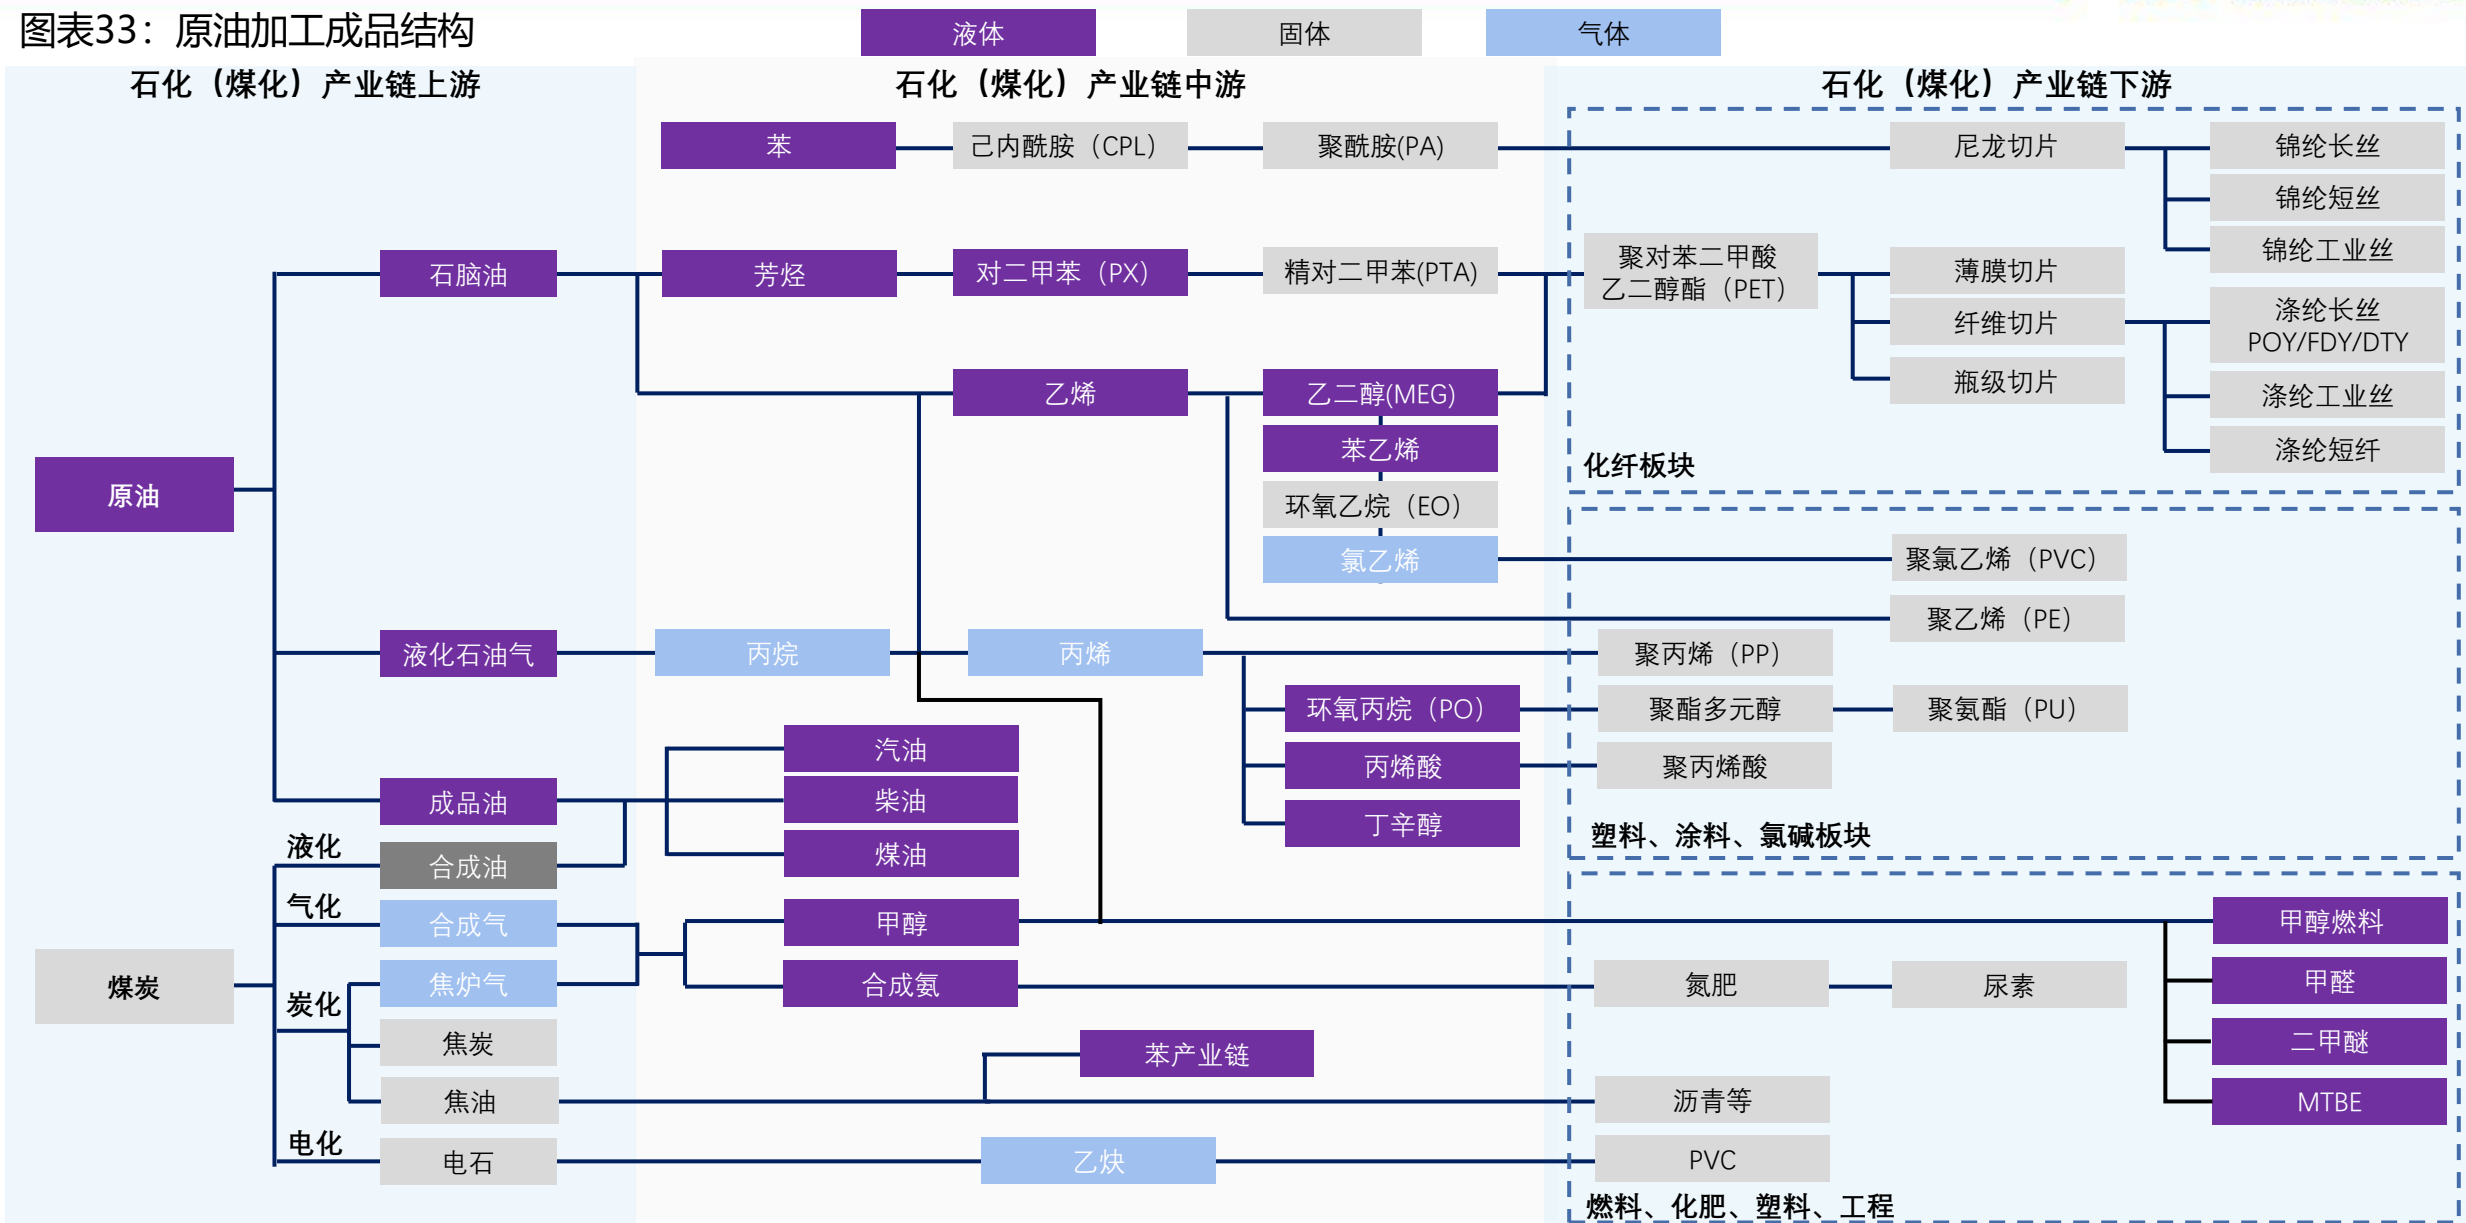 图表33：原油加工成品结构
液体
固体
气体
石化（煤化）产业链上游
石化（煤化）产业链中游
石化（煤化）产业链下游
苯
己内酰胺（CPL）
聚酰胺(PA)
尼龙切片
锦纶长丝
锦纶短丝
锦纶工业丝
石脑油
芳烃
对二甲苯（PX）
精对二甲苯(PTA)
聚对苯二甲酸
乙二醇酯（PET）
薄膜切片
纤维切片
瓶级切片
涤纶长丝
POY/FDY/DTY
涤纶工业丝
涤纶短纤
乙烯
乙二醇(MEG)
苯乙烯
环氧乙烷（EO）
氯乙烯
化纤板块
原油
聚氯乙烯（PVC）
聚乙烯（PE）
液化石油气
丙烷
丙烯
聚丙烯（PP）
环氧丙烷（PO）
聚酯多元醇
聚氨酯（PU）
丙烯酸
聚丙烯酸
丁辛醇
塑料、涂料、氯碱板块
成品油
汽油
柴油
煤油
液化
合成油
气化
合成气
甲醇
甲醇燃料
煤炭
炭化
焦炉气
合成氨
氮肥
尿素
甲醛
焦炭
苯产业链
二甲醚
焦油
沥青等
MTBE
电化
电石
乙炔
PVC
燃料、化肥、塑料、工程